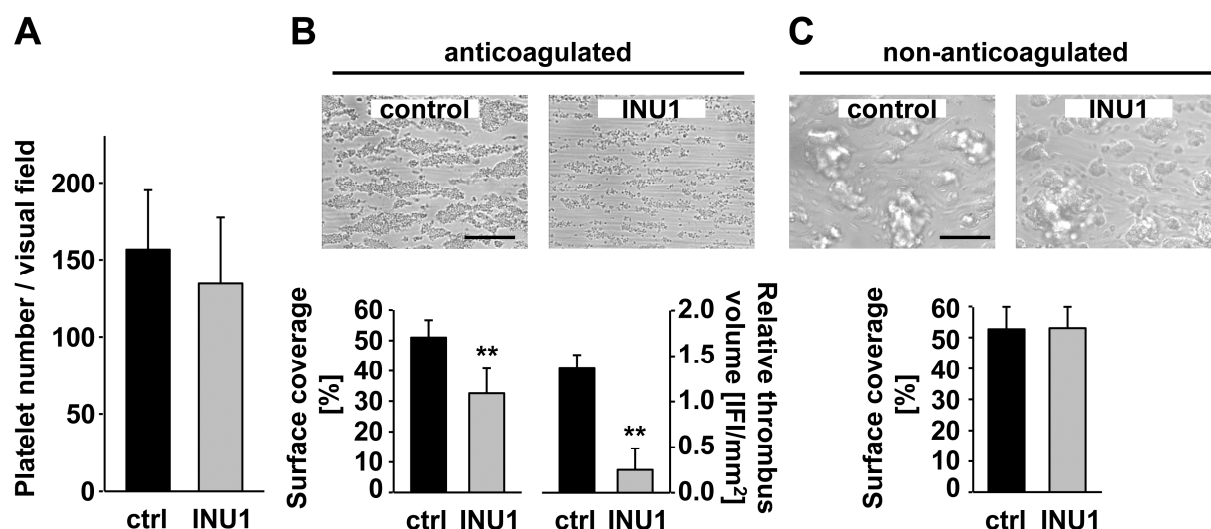 A
B
C
anticoagulated
non-anticoagulated
control
INU1
control
INU1
Platelet number / visual field
200
150
100
50
0
ctrl INU1
Surface coverage
[%]
60
50
40
30
20
10
0
**
ctrl INU1
**
ctrl INU1
2.0
1.5
1.0
0.5
0.0
Relative thrombus
volume [IFI/mm²]
Surface coverage
[%]
60
50
40
30
20
10
0
ctrl INU1